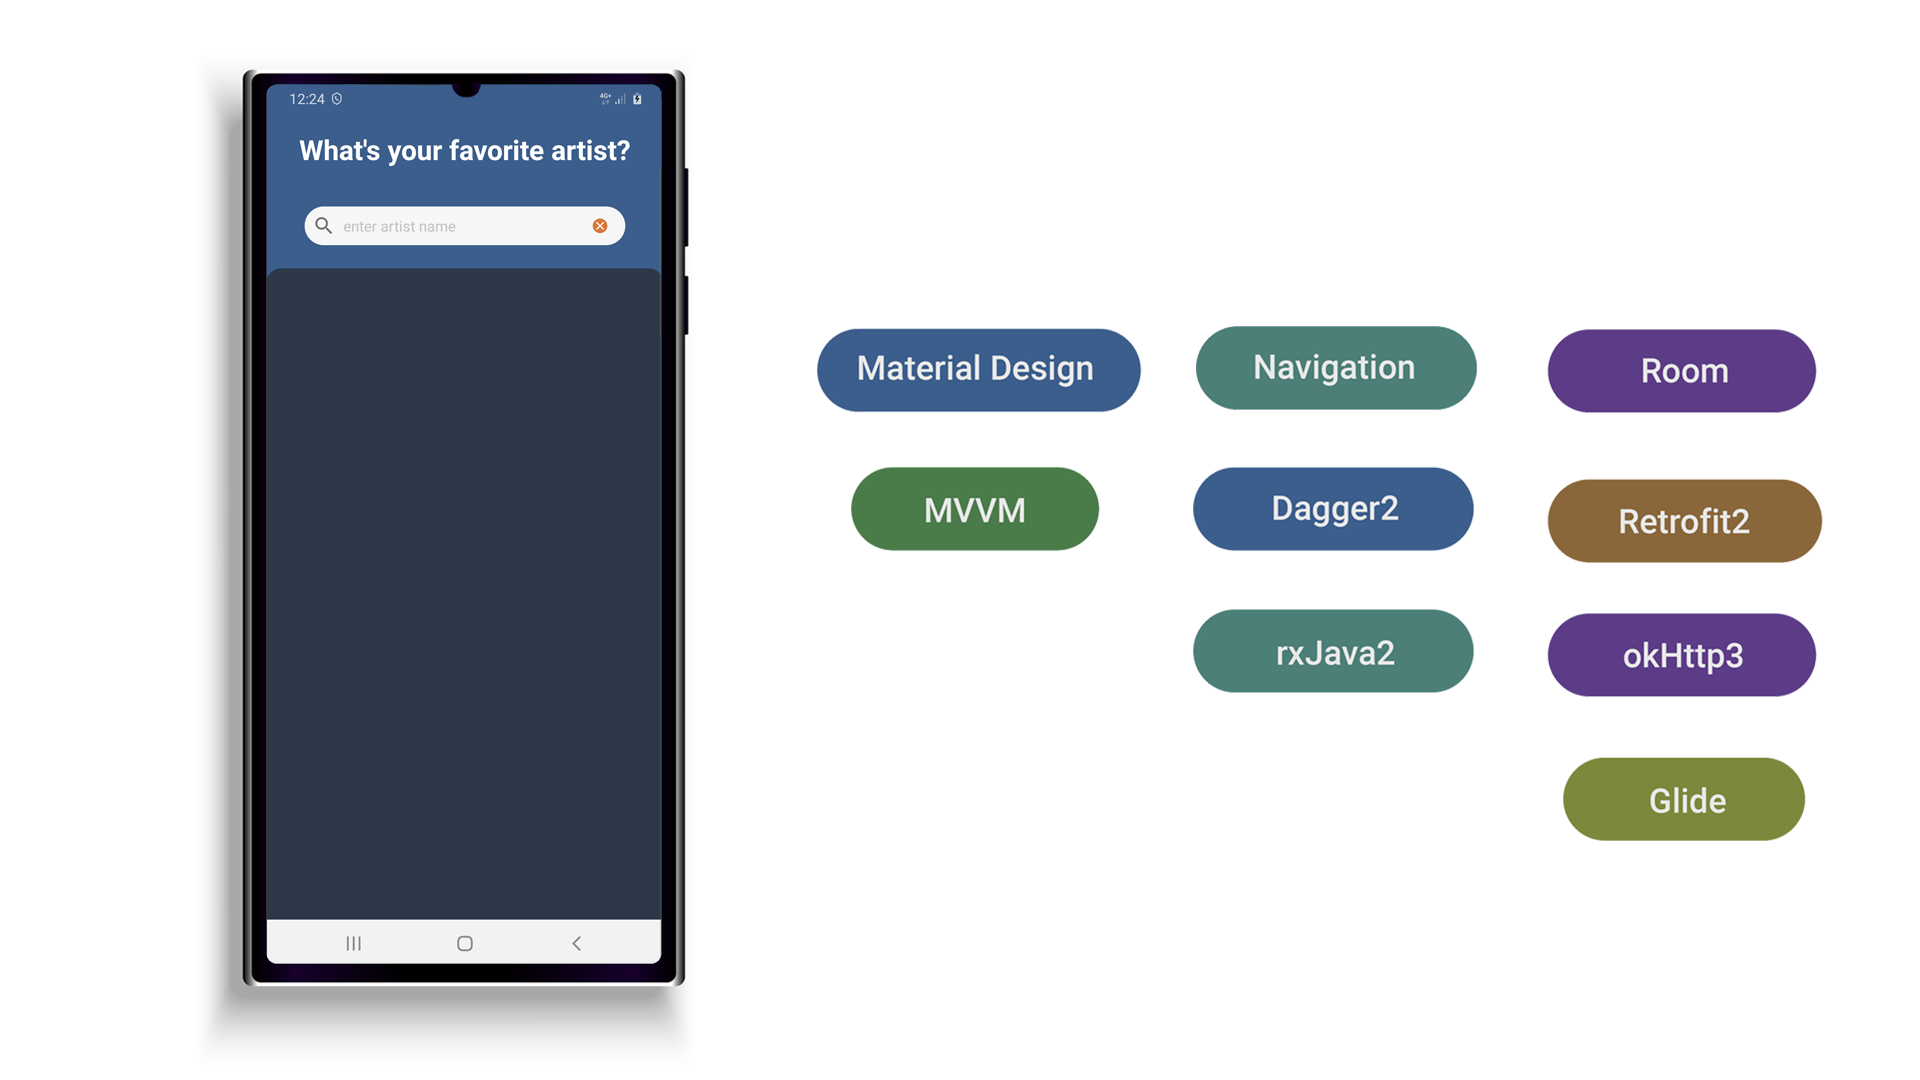 12:24
4G+
What's your favorite artist?
enter artist name
Material Design
Navigation
Room
MVVM
Dagger2
Retrofit2
rxJava2
okHttp3
Glide